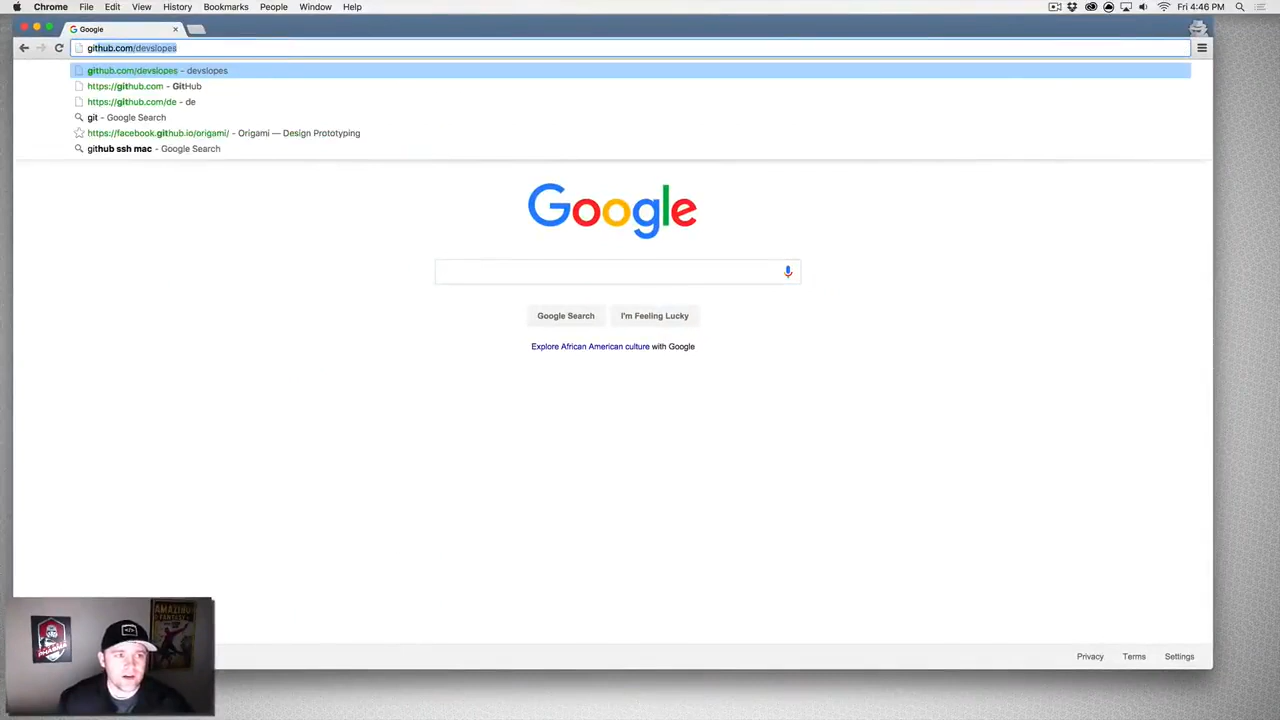 Chrome File Edit View History Bookmarks People Window Help Fri 4:46 PM
Google
github.com/devslopes
github.com/devslopes - devslopes
https://github.com - GitHub
https://github.com/de - de
git - Google Search
https://facebook.github.io/origami/ - Origami — Design Prototyping
github ssh mac - Google Search
Google
Google Search I'm Feeling Lucky
Explore African American culture with Google
Privacy Terms Settings
AMAZING
FANTASY